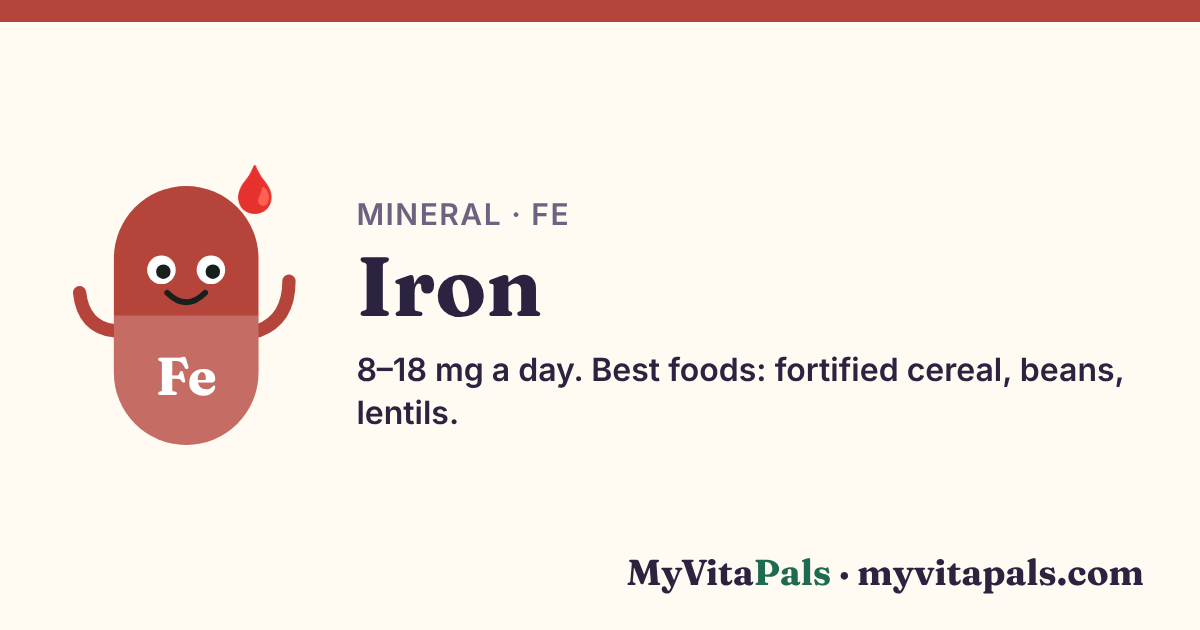 MINERAL · FE
Iron
8–18 mg a day. Best foods: fortified cereal, beans,
lentils.
Fe
MyVitaPals · myvitapals.com